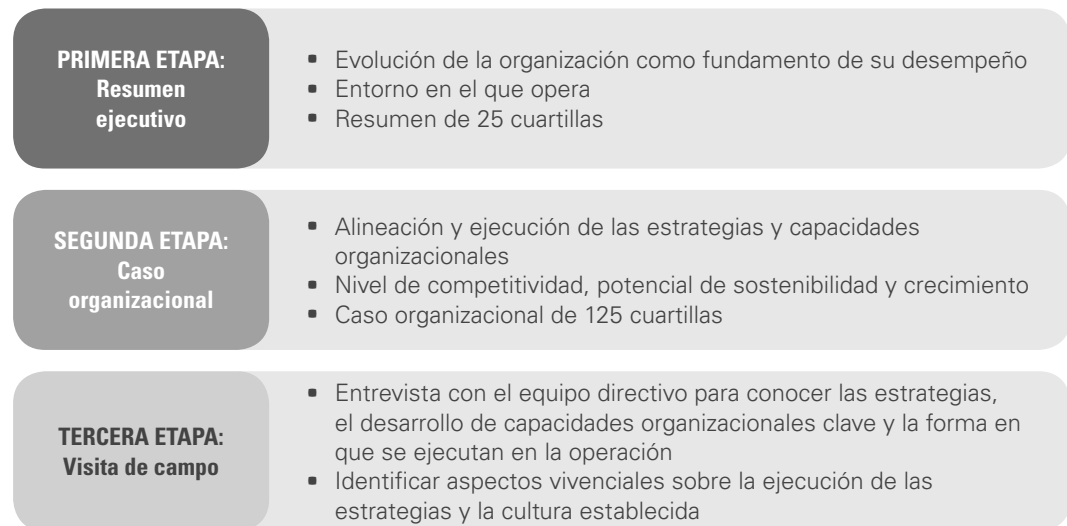 PRIMERA ETAPA:
Resumen
ejecutivo
▪ Evolución de la organización como fundamento de su desempeño
▪ Entorno en el que opera
▪ Resumen de 25 cuartillas
SEGUNDA ETAPA:
Caso
organizacional
▪ Alineación y ejecución de las estrategias y capacidades
organizacionales
▪ Nivel de competitividad, potencial de sostenibilidad y crecimiento
▪ Caso organizacional de 125 cuartillas
TERCERA ETAPA:
Visita de campo
▪ Entrevista con el equipo directivo para conocer las estrategias,
el desarrollo de capacidades organizacionales clave y la forma en
que se ejecutan en la operación
▪ Identificar aspectos vivenciales sobre la ejecución de las
estrategias y la cultura establecida